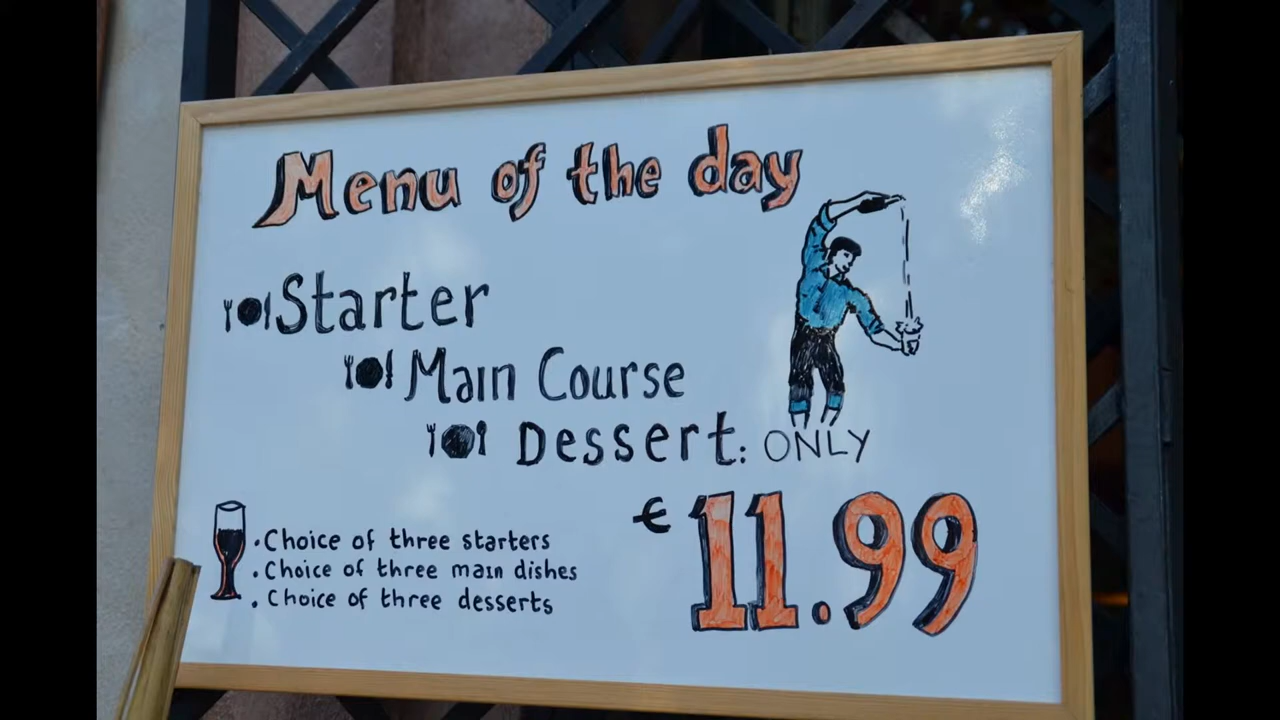 Menu of the day
Starter
Main Course
Dessert: ONLY
€ 11.99
· Choice of three starters
· Choice of three main dishes
· Choice of three desserts